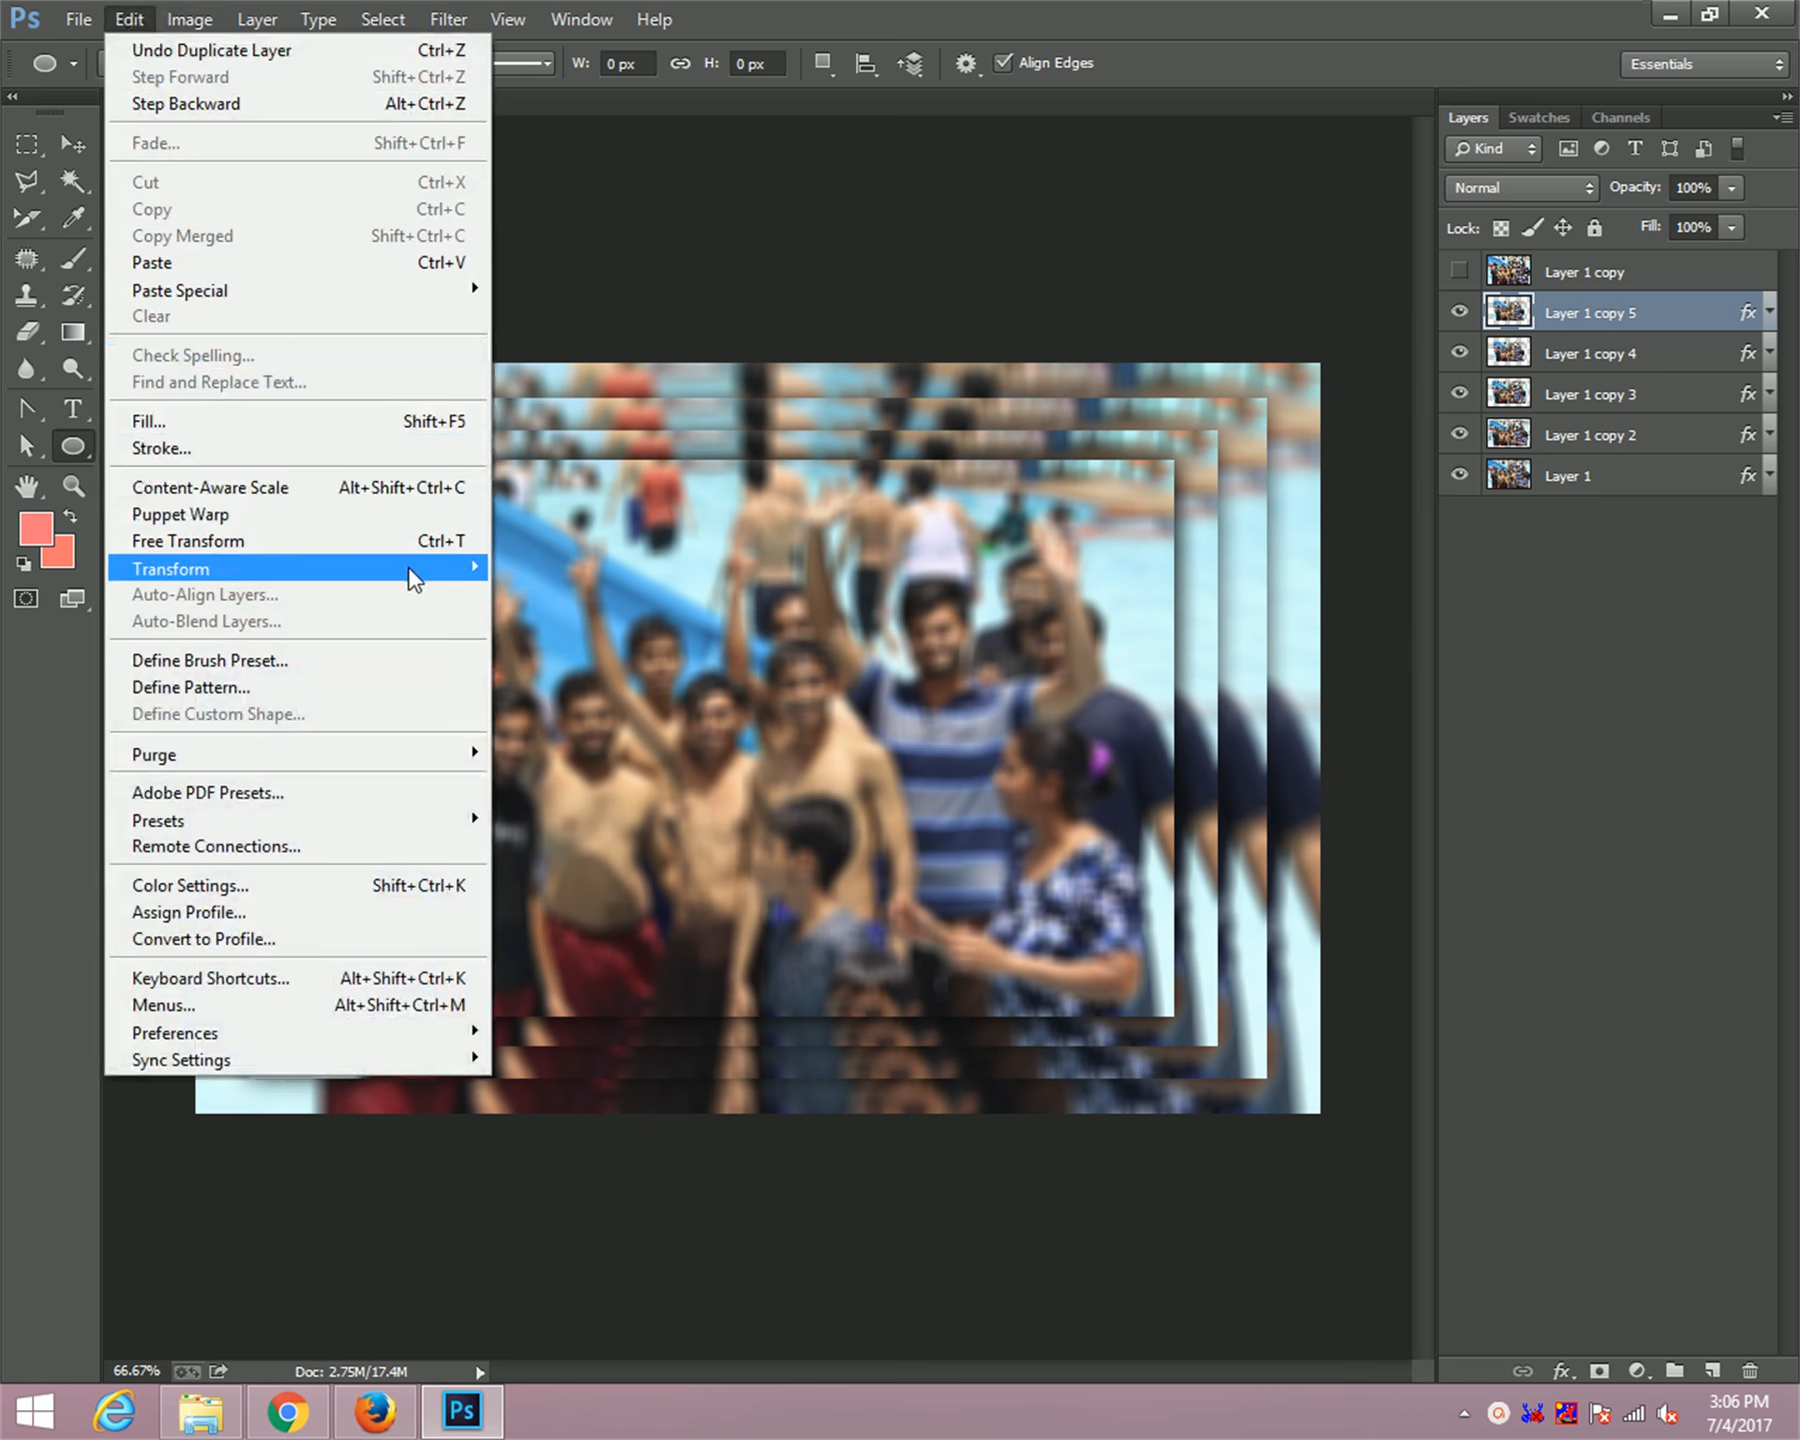 Ps File Edit Image Layer Type Select Filter View Window Help
W: 0 px H: 0 px Align Edges Essentials
Undo Duplicate Layer Ctrl+Z
Step Forward Shift+Ctrl+Z
Step Backward Alt+Ctrl+Z
Fade... Shift+Ctrl+F
Cut Ctrl+X
Copy Ctrl+C
Copy Merged Shift+Ctrl+C
Paste Ctrl+V
Paste Special
Clear
Check Spelling...
Find and Replace Text...
Fill... Shift+F5
Stroke...
Content-Aware Scale Alt+Shift+Ctrl+C
Puppet Warp
Free Transform Ctrl+T
Transform
Auto-Align Layers...
Auto-Blend Layers...
Define Brush Preset...
Define Pattern...
Define Custom Shape...
Purge
Adobe PDF Presets...
Presets
Remote Connections...
Color Settings... Shift+Ctrl+K
Assign Profile...
Convert to Profile...
Keyboard Shortcuts... Alt+Shift+Ctrl+K
Menus... Alt+Shift+Ctrl+M
Preferences
Sync Settings
Layers Swatches Channels
Kind
Normal Opacity: 100%
Lock: Fill: 100%
Layer 1 copy
Layer 1 copy 5 fx
Layer 1 copy 4 fx
Layer 1 copy 3 fx
Layer 1 copy 2 fx
Layer 1 fx
66.67% Doc: 2.75M/17.4M fx
Ps
3:06 PM
7/4/2017